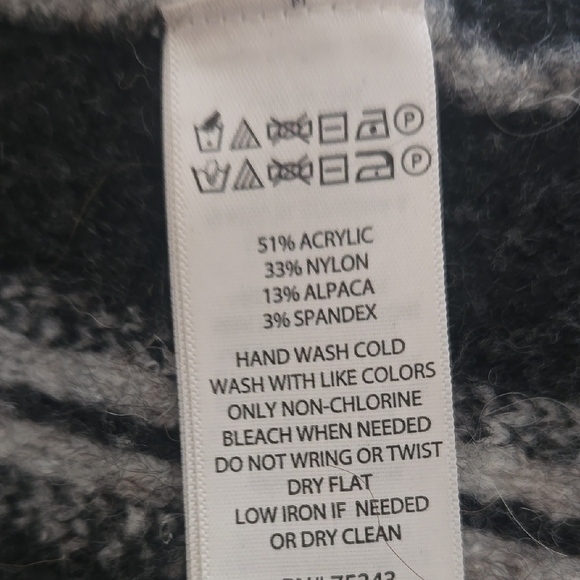 P
P
51% ACRYLIC
33% NYLON
13% ALPACA
3% SPANDEX
HAND WASH COLD
WASH WITH LIKE COLORS
ONLY NON-CHLORINE
BLEACH WHEN NEEDED
DO NOT WRING OR TWIST
DRY FLAT
LOW IRON IF NEEDED
OR DRY CLEAN